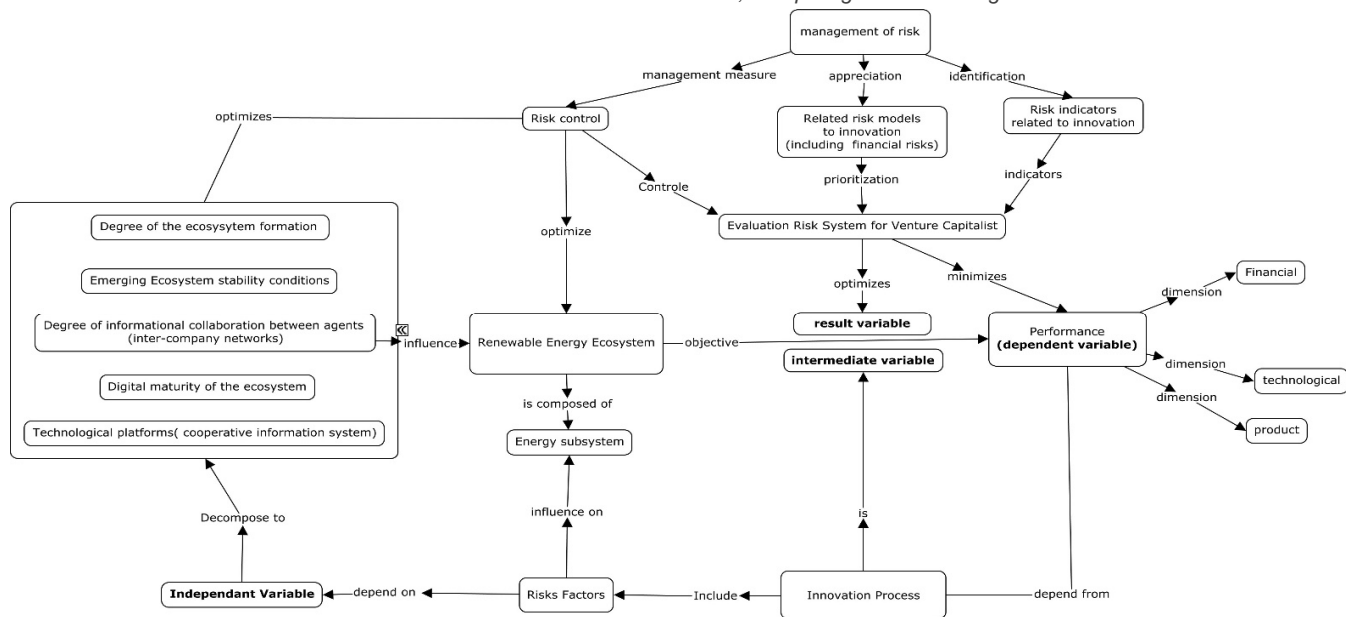 management of risk
management measure
appreciation
identification
optimizes
Risk control
Related risk models
to innovation
(including financial risks)
Risk indicators
related to innovation
Controle
prioritization
indicators
Degree of the ecosysytem formation
optimize
Evaluation Risk System for Venture Capitalist
Emerging Ecosystem stability conditions
optimizes
minimizes
Financial
dimension
Degree of informational collaboration between agents
(inter-company networks)
influence
Renewable Energy Ecosystem
objective
result variable
Performance
(dependent variable)
intermediate variable
dimension
technological
Digital maturity of the ecosystem
is composed of
dimension
Technological platforms( cooperative information system)
Energy subsystem
product
Decompose to
influence on
is
Independant Variable
depend on
Risks Factors
Include
Innovation Process
depend from